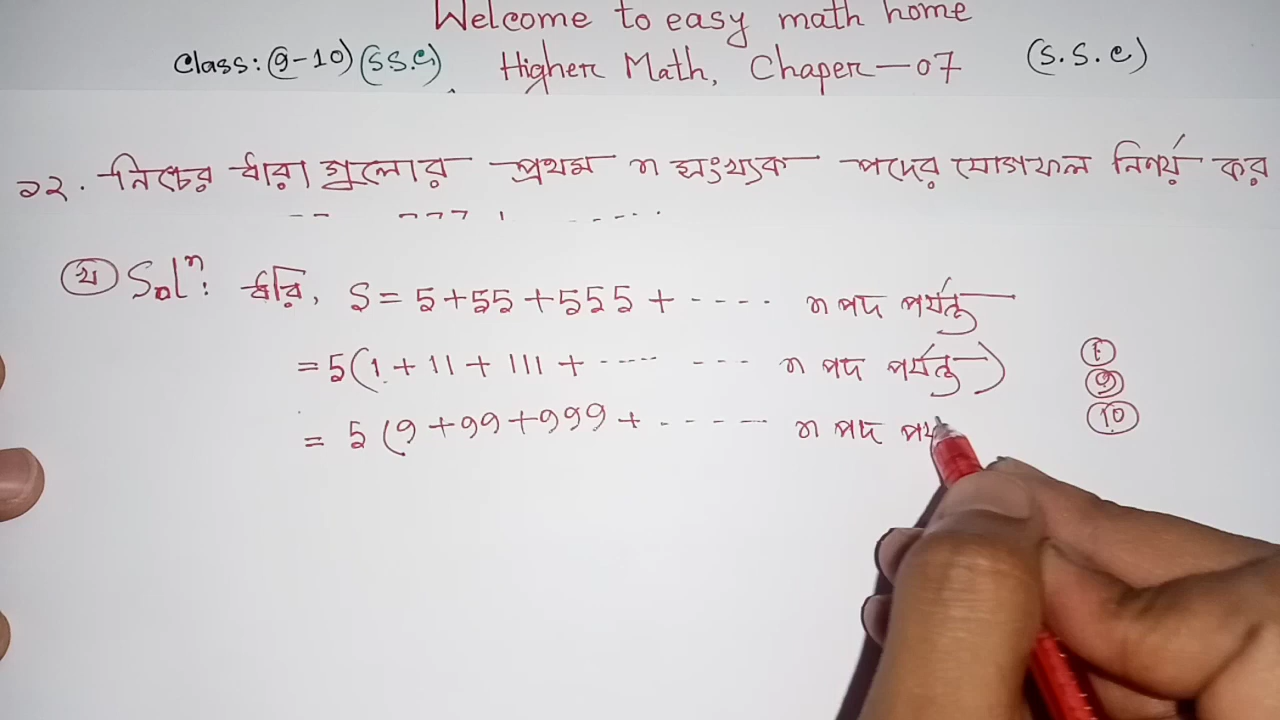 Welcome to easy math home
Class: (9-10) (S.S.C) Higher Math, Chaper-07 (S.S.C)
১২. নিচের ধারা গুলোর প্রথম n সংখ্যক পদের যোগফল নির্ণয় কর
(খ) Solⁿ: ধরি, S = 5+55+555+ ---- n পদ পর্যন্ত
= 5(1 + 11 + 111 + ---- --- n পদ পর্যন্ত) 1
9
= 5 (9 +99+999 + ----- n পদ পর্য 10